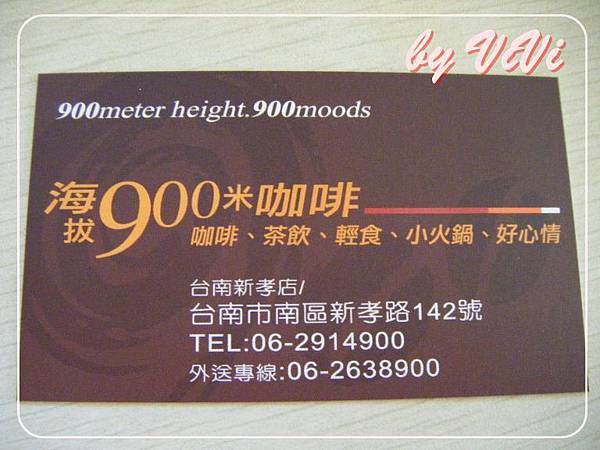 by ViVi
900meter height.900moods
海拔900米咖啡
咖啡、茶飲、輕食、小火鍋、好心情
台南新孝店/
台南市南區新孝路142號
TEL:06-2914900
外送專線:06-2638900